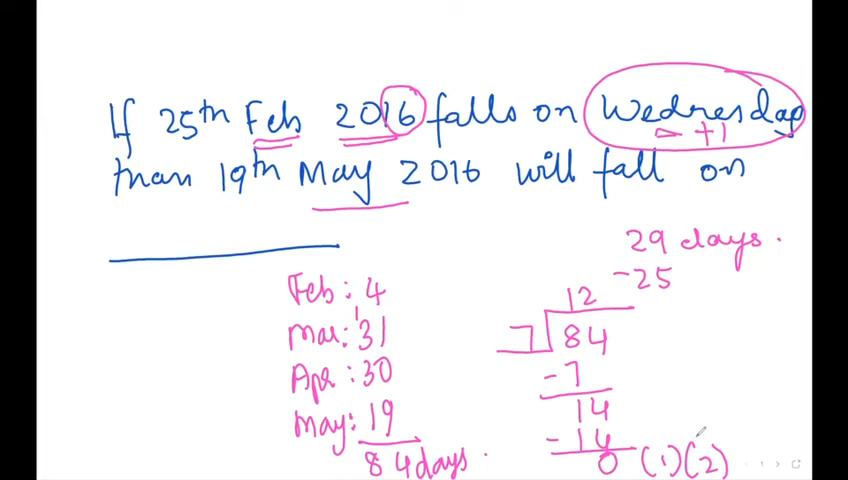 If 25th Feb 2016 falls on Wednesday
+1
than 19th May 2016 will fall on
29 days.
-25
Feb: 4
Mar: 31
Apr: 30
May: 19
84 days.
12
7 84
-7
14
-14
0 (1)(2)